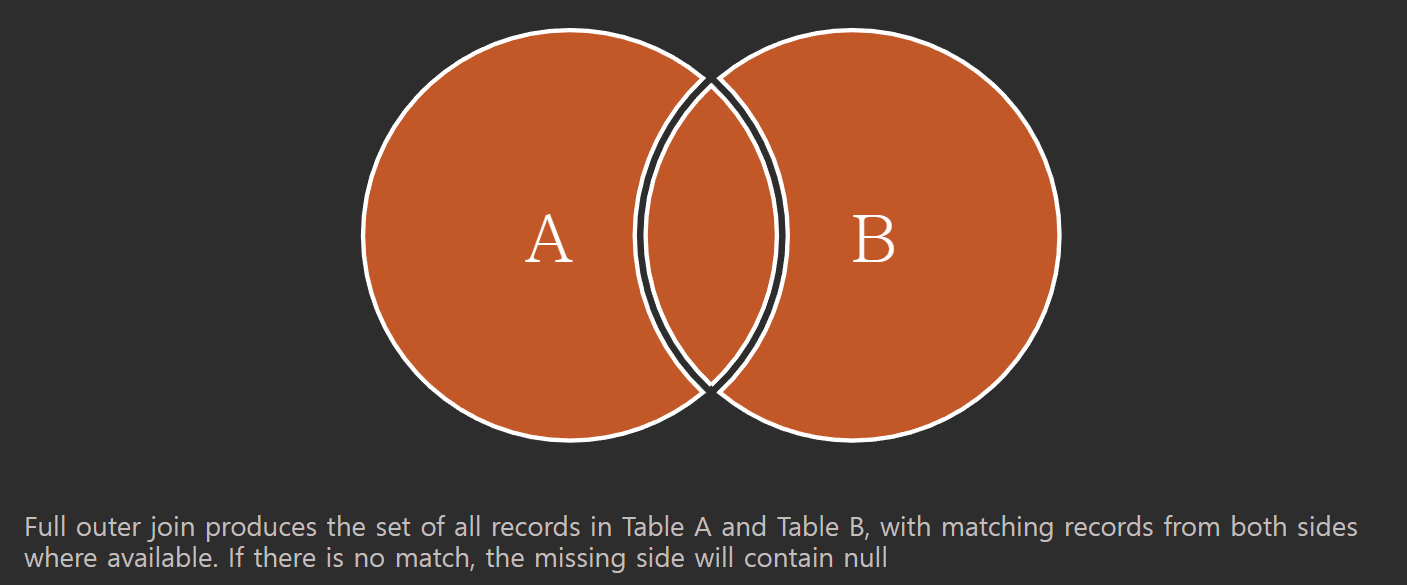 A
B
Full outer join produces the set of all records in Table A and Table B, with matching records from both sides
where available. If there is no match, the missing side will contain null